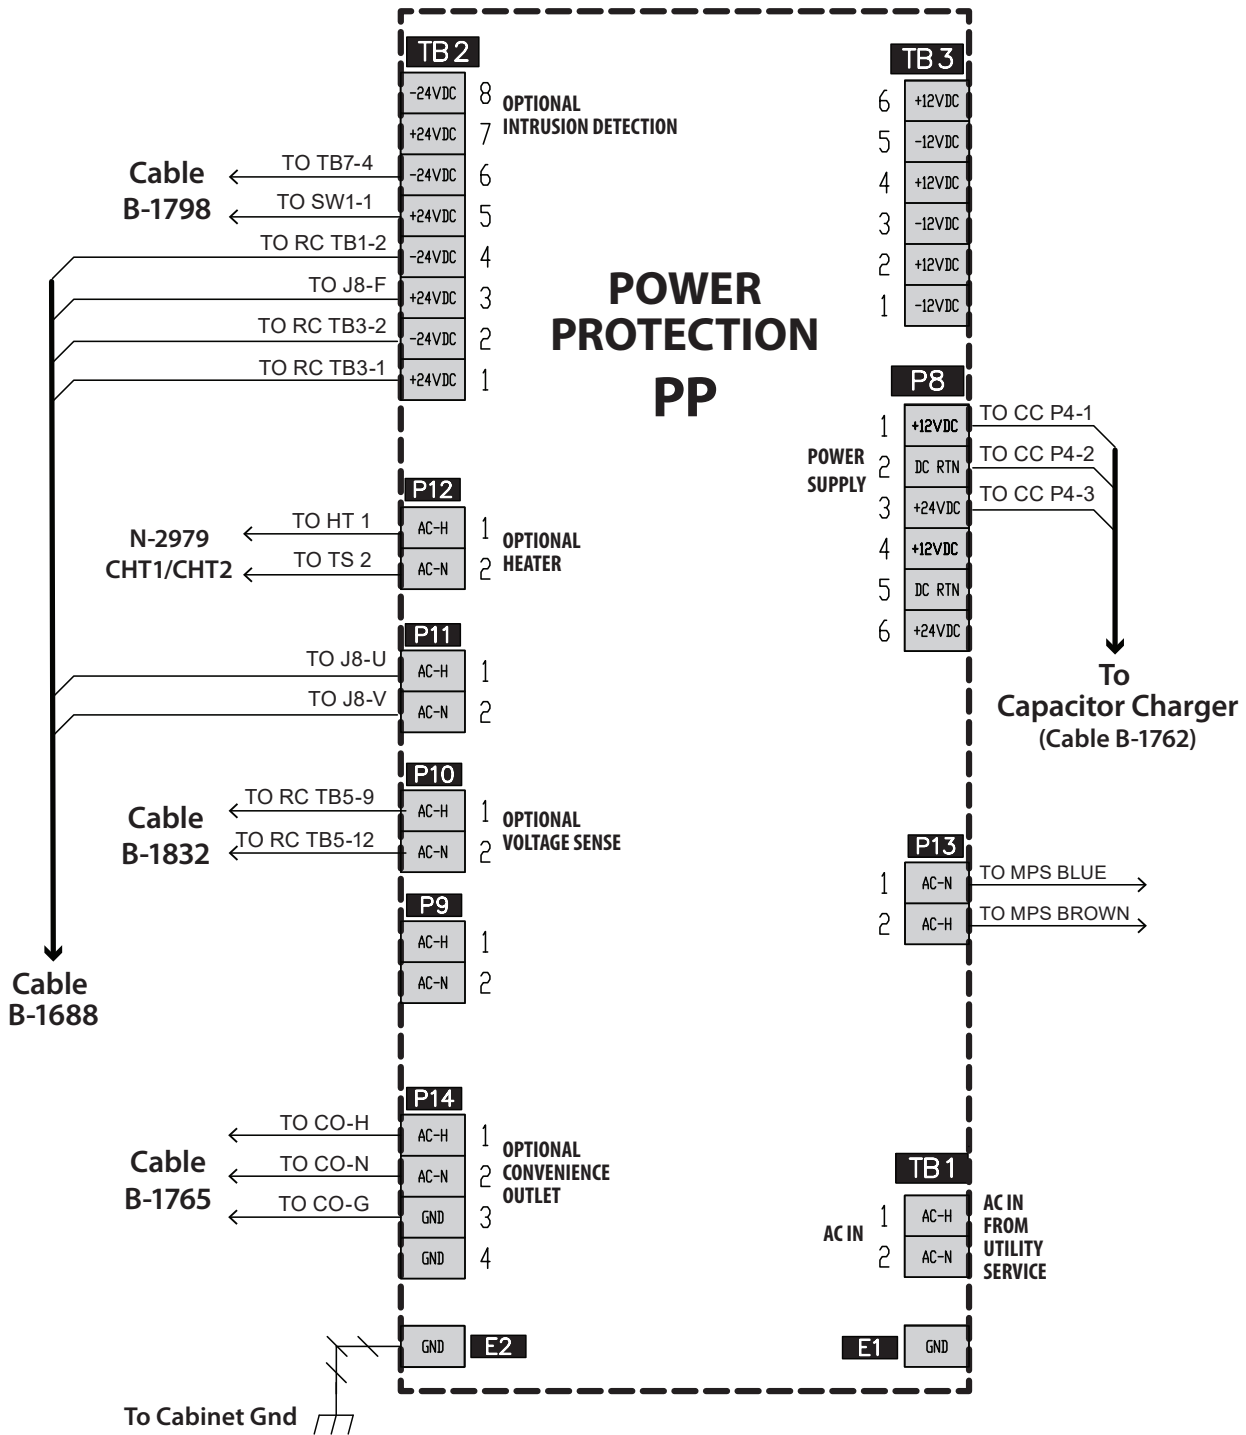 TB 2
-24VDC 8 OPTIONAL
INTRUSION DETECTION
+24VDC 7
TO TB7-4 -24VDC 6
Cable
B-1798
TO SW1-1 +24VDC 5
TO RC TB1-2 -24VDC 4
TO J8-F +24VDC 3
TO RC TB3-2 -24VDC 2
TO RC TB3-1 +24VDC 1
TB 3
6 +12VDC
5 -12VDC
4 +12VDC
3 -12VDC
2 +12VDC
1 -12VDC
POWER
PROTECTION
PP
P8
POWER
SUPPLY
1 +12VDC TO CC P4-1
2 DC RTN TO CC P4-2
3 +24VDC TO CC P4-3
4 +12VDC
5 DC RTN
6 +24VDC
To
Capacitor Charger
(Cable B-1762)
P12
N-2979
CHT1/CHT2
TO HT 1 AC-H 1
TO TS 2 AC-N 2
OPTIONAL
HEATER
P11
TO J8-U AC-H 1
TO J8-V AC-N 2
P10
Cable
B-1832
TO RC TB5-9 AC-H 1
TO RC TB5-12 AC-N 2
OPTIONAL
VOLTAGE SENSE
P13
1 AC-N TO MPS BLUE
2 AC-H TO MPS BROWN
P9
AC-H 1
AC-N 2
Cable
B-1688
P14
Cable
B-1765
TO CO-H AC-H 1
TO CO-N AC-N 2
TO CO-G GND 3
GND 4
OPTIONAL
CONVENIENCE
OUTLET
TB 1
AC IN
1 AC-H
2 AC-N
AC IN
FROM
UTILITY
SERVICE
GND E2
E1 GND
To Cabinet Gnd